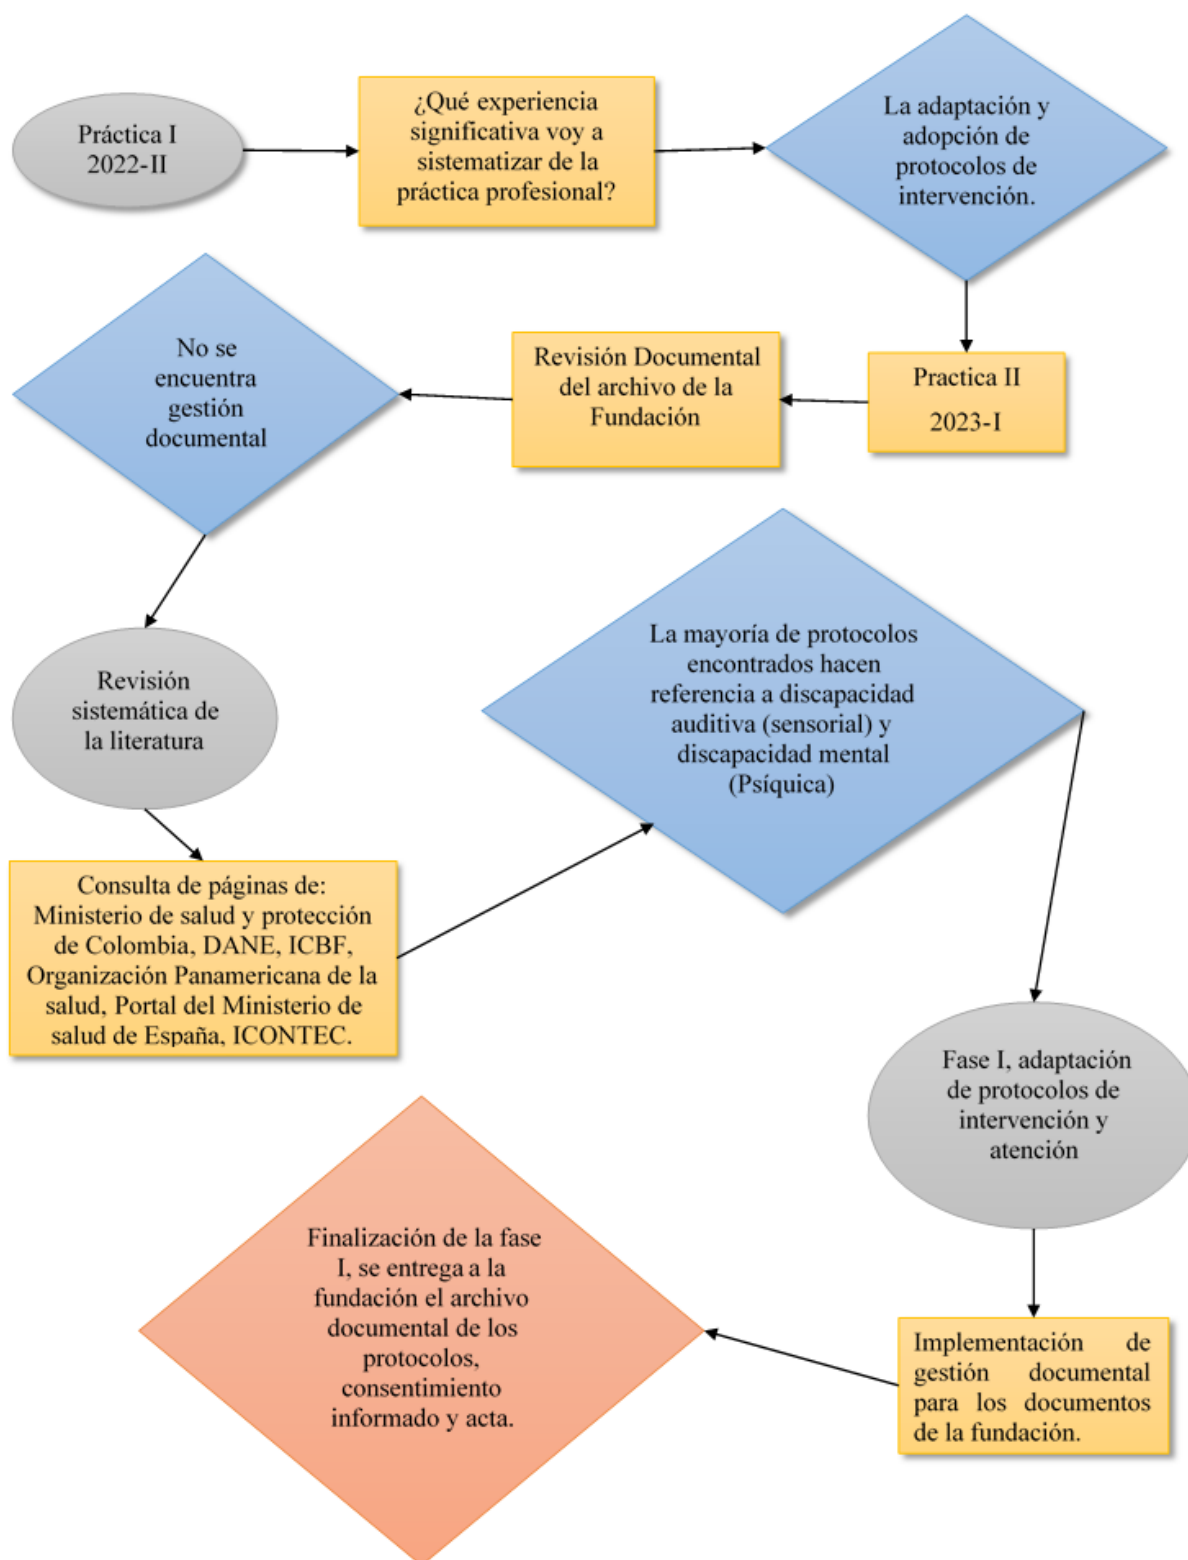 Práctica I
2022-II
¿Qué experiencia
significativa voy a
sistematizar de la
práctica profesional?
La adaptación y
adopción de
protocolos de
intervención.
Practica II
2023-I
Revisión Documental
del archivo de la
Fundación
No se
encuentra
gestión
documental
Revisión
sistemática de
la literatura
Consulta de páginas de:
Ministerio de salud y protección
de Colombia, DANE, ICBF,
Organización Panamericana de la
salud, Portal del Ministerio de
salud de España, ICONTEC.
La mayoría de protocolos
encontrados hacen
referencia a discapacidad
auditiva (sensorial) y
discapacidad mental
(Psíquica)
Fase I, adaptación
de protocolos de
intervención y
atención
Implementación de
gestión documental
para los documentos
de la fundación.
Finalización de la fase
I, se entrega a la
fundación el archivo
documental de los
protocolos,
consentimiento
informado y acta.